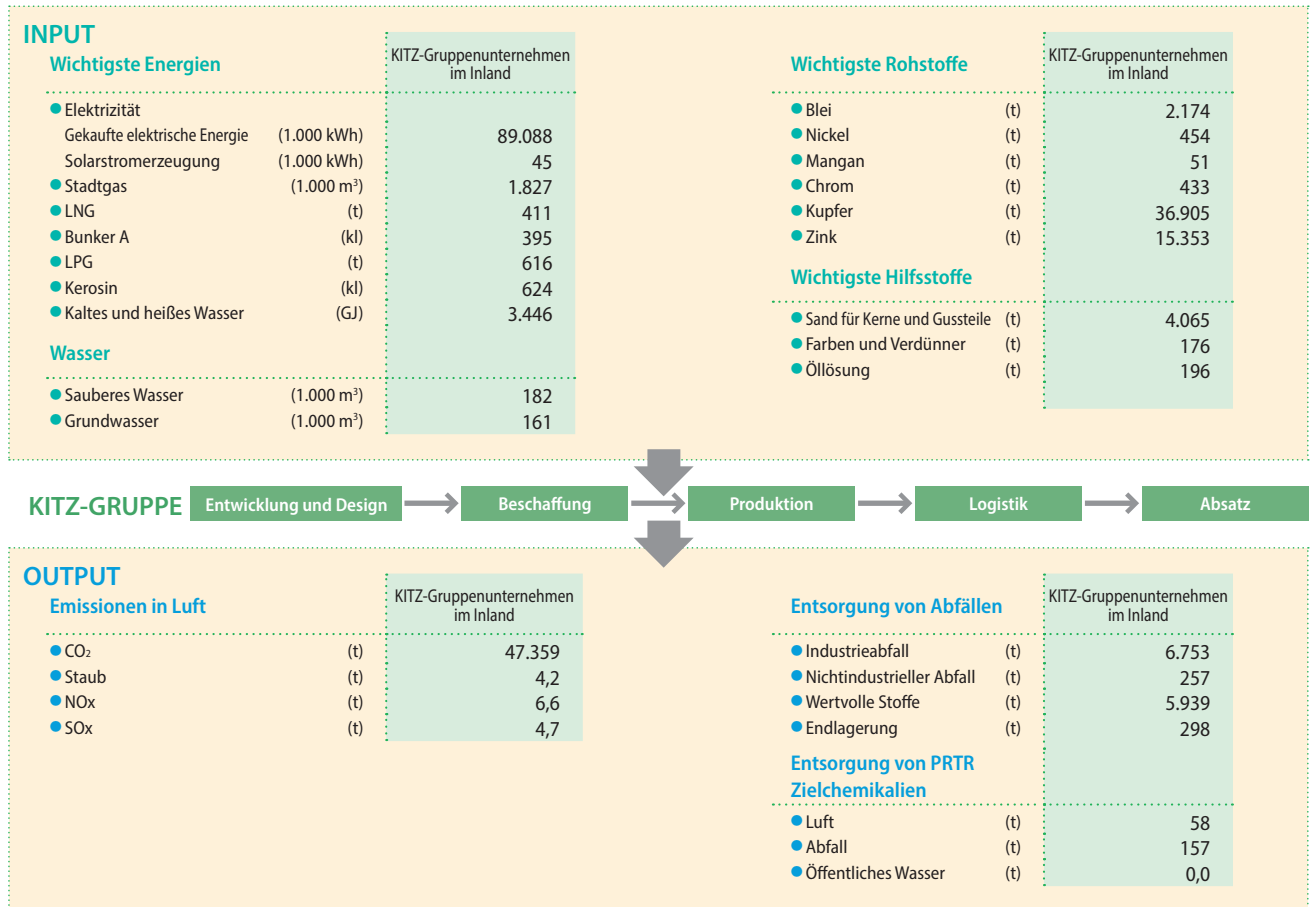 INPUT
Wichtigste Energien
KITZ-Gruppenunternehmen
im Inland
Elektrizität
Gekaufte elektrische Energie (1.000 kWh) 89.088
Solarstromerzeugung (1.000 kWh) 45
Stadtgas (1.000 m³) 1.827
LNG (t) 411
Bunker A (kl) 395
LPG (t) 616
Kerosin (kl) 624
Kaltes und heißes Wasser (GJ) 3.446
Wasser
Sauberes Wasser (1.000 m³) 182
Grundwasser (1.000 m³) 161
Wichtigste Rohstoffe
KITZ-Gruppenunternehmen
im Inland
Blei (t) 2.174
Nickel (t) 454
Mangan (t) 51
Chrom (t) 433
Kupfer (t) 36.905
Zink (t) 15.353
Wichtigste Hilfsstoffe
Sand für Kerne und Gussteile (t) 4.065
Farben und Verdünner (t) 176
Öllösung (t) 196
KITZ-GRUPPE Entwicklung und Design Beschaffung Produktion Logistik Absatz
OUTPUT
Emissionen in Luft
KITZ-Gruppenunternehmen
im Inland
CO₂ (t) 47.359
Staub (t) 4,2
NOx (t) 6,6
SOx (t) 4,7
Entsorgung von Abfällen
KITZ-Gruppenunternehmen
im Inland
Industrieabfall (t) 6.753
Nichtindustrieller Abfall (t) 257
Wertvolle Stoffe (t) 5.939
Endlagerung (t) 298
Entsorgung von PRTR
Zielchemikalien
Luft (t) 58
Abfall (t) 157
Öffentliches Wasser (t) 0,0